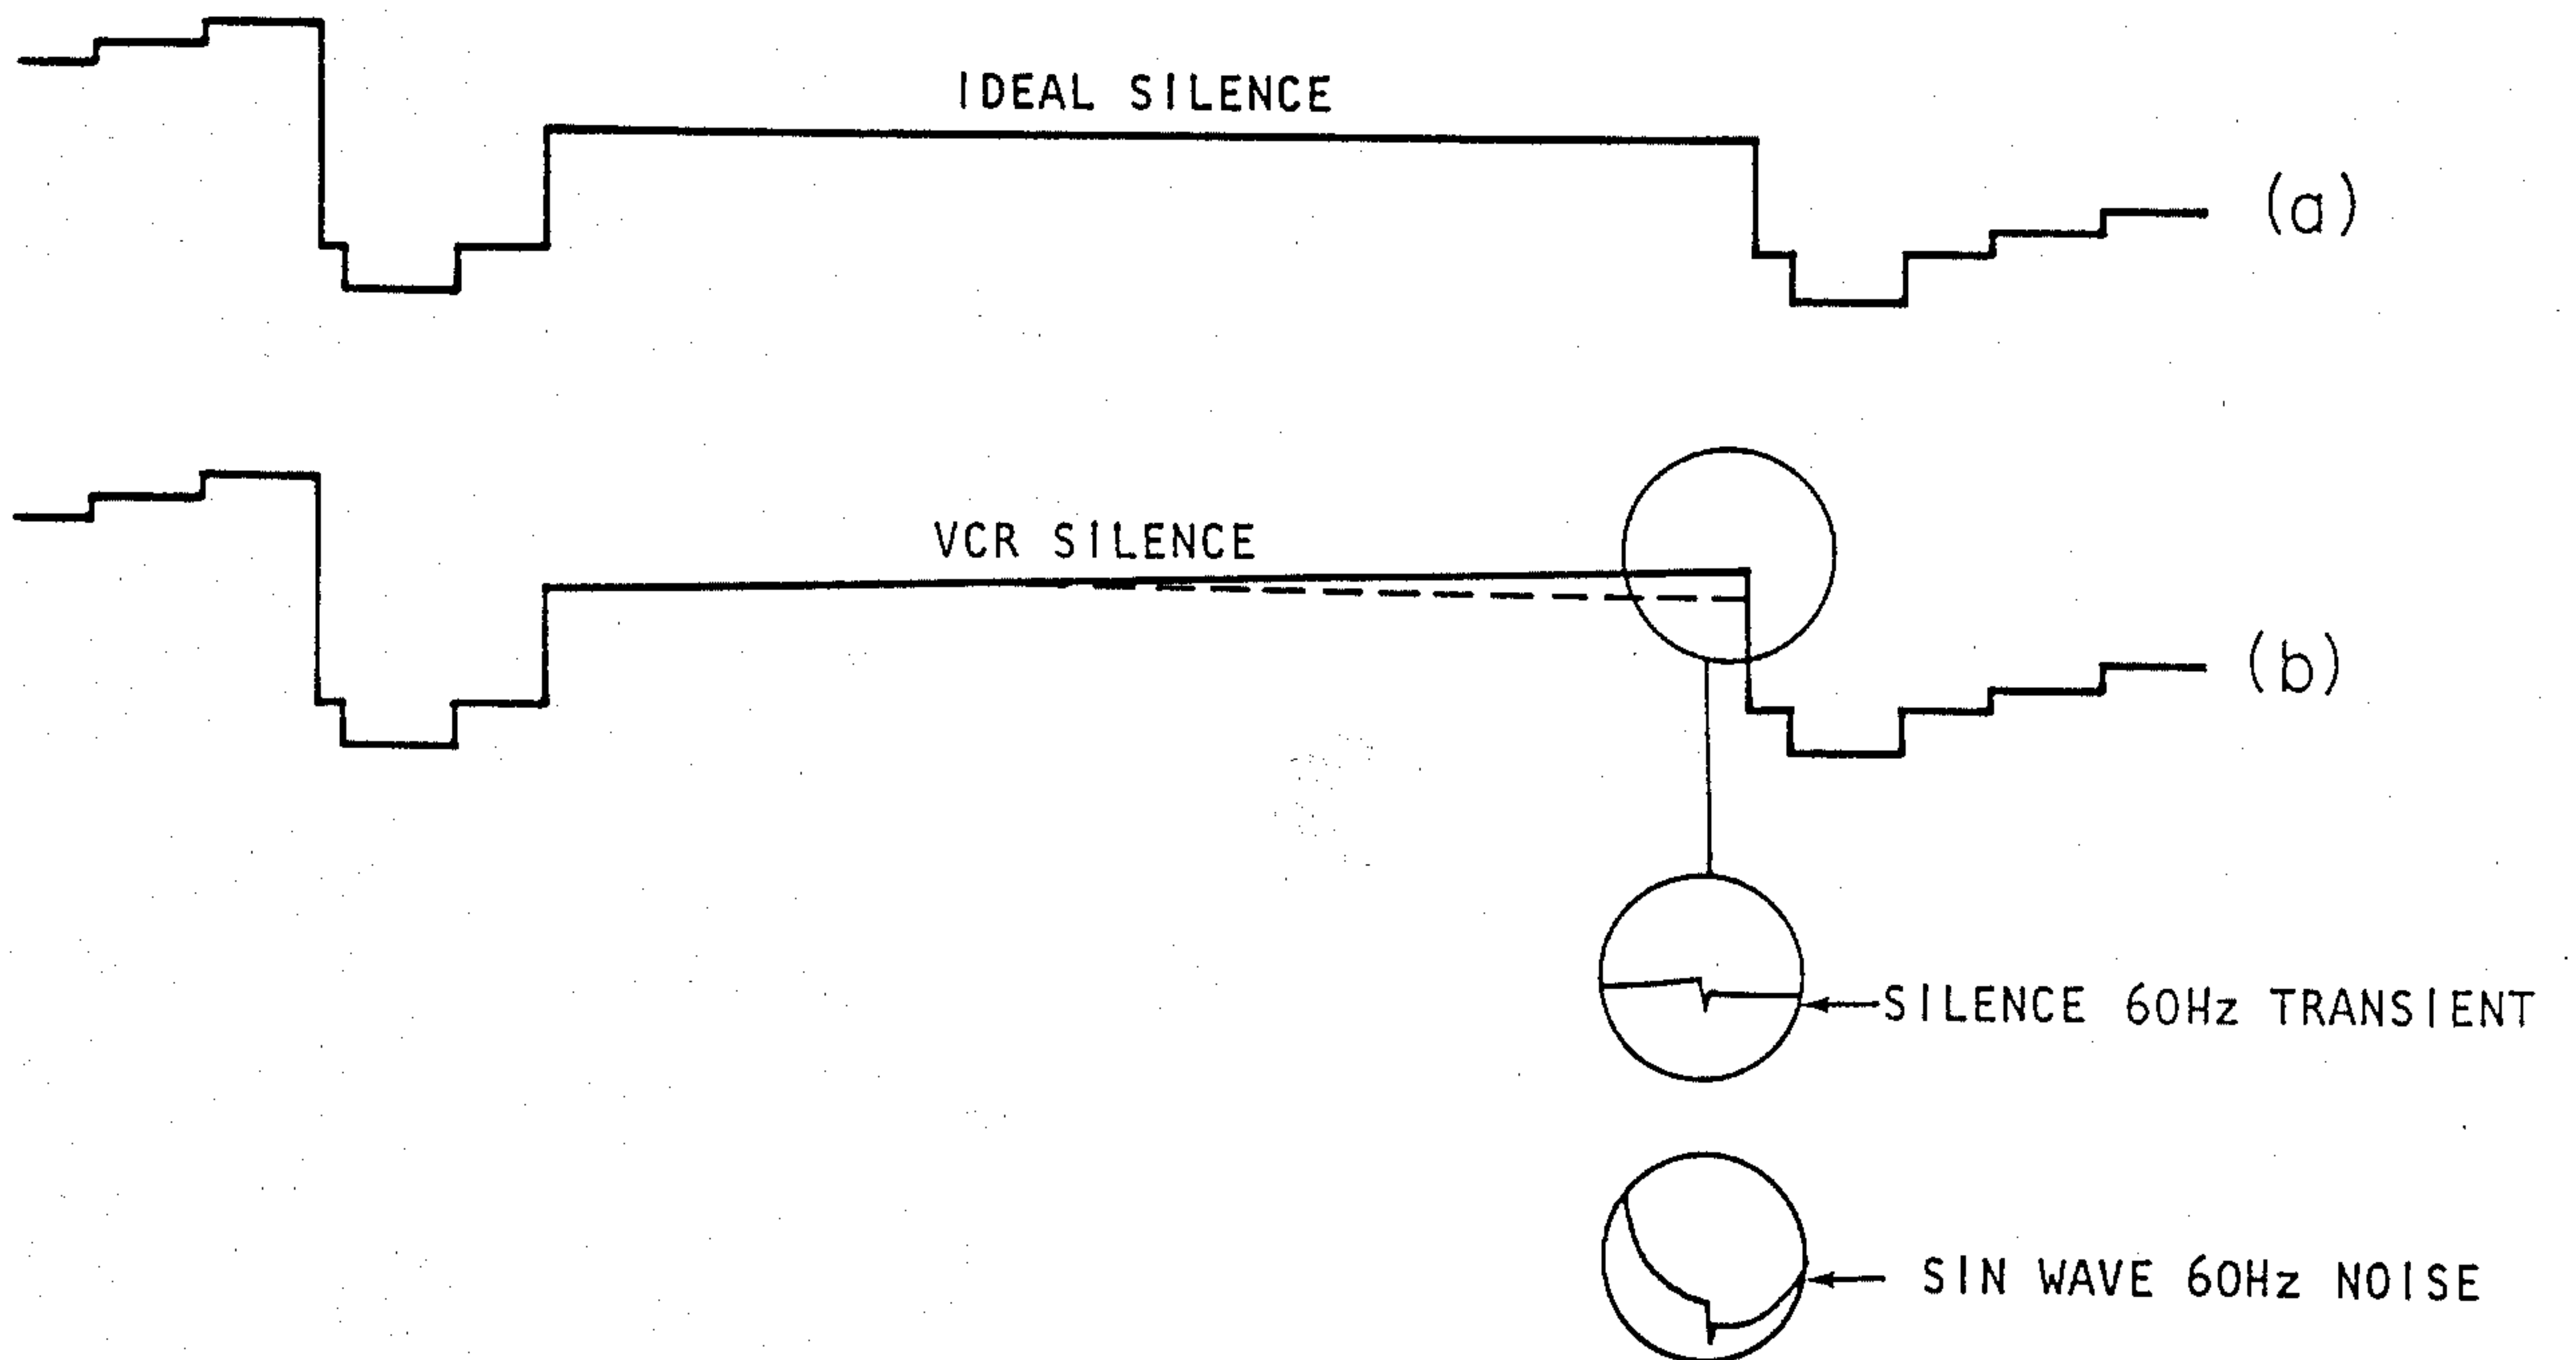 IDEAL SILENCE
(a)
VCR SILENCE
(b)
SILENCE 60Hz TRANSIENT
SIN WAVE 60Hz NOISE